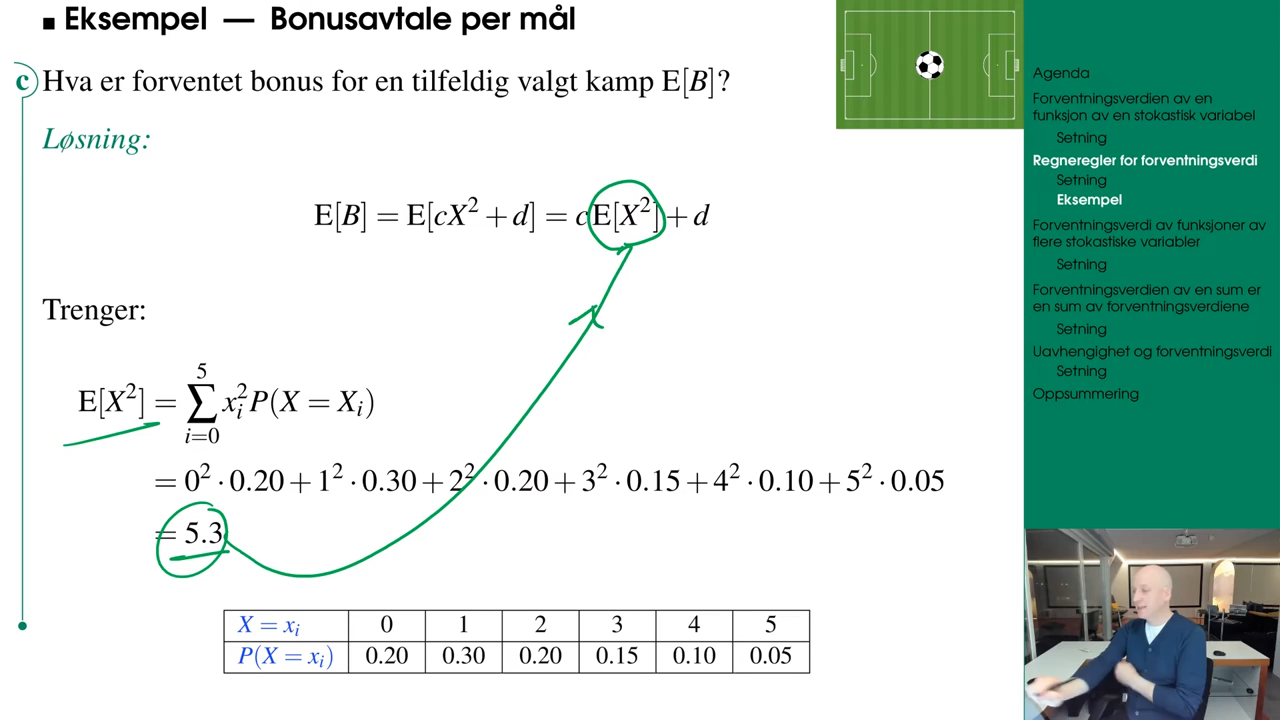 Eksempel — Bonusavtale per mål
c Hva er forventet bonus for en tilfeldig valgt kamp E[B]?
Løsning:
E[B] = E[cX² + d] = cE[X²] + d
Trenger:
E[X²] = ∑_{i=0}^{5} x_i² P(X = X_i)
= 0² · 0.20 + 1² · 0.30 + 2² · 0.20 + 3² · 0.15 + 4² · 0.10 + 5² · 0.05
= 5.3
X = x_i 0 1 2 3 4 5
P(X = x_i) 0.20 0.30 0.20 0.15 0.10 0.05
Agenda
Forventningsverdien av en
funksjon av en stokastisk variabel
Setning
Regneregler for forventningsverdi
Setning
Eksempel
Forventningsverdi av funksjoner av
flere stokastiske variabler
Setning
Forventningsverdien av en sum er
en sum av forventningsverdiene
Setning
Uavhengighet og forventningsverdi
Setning
Oppsummering